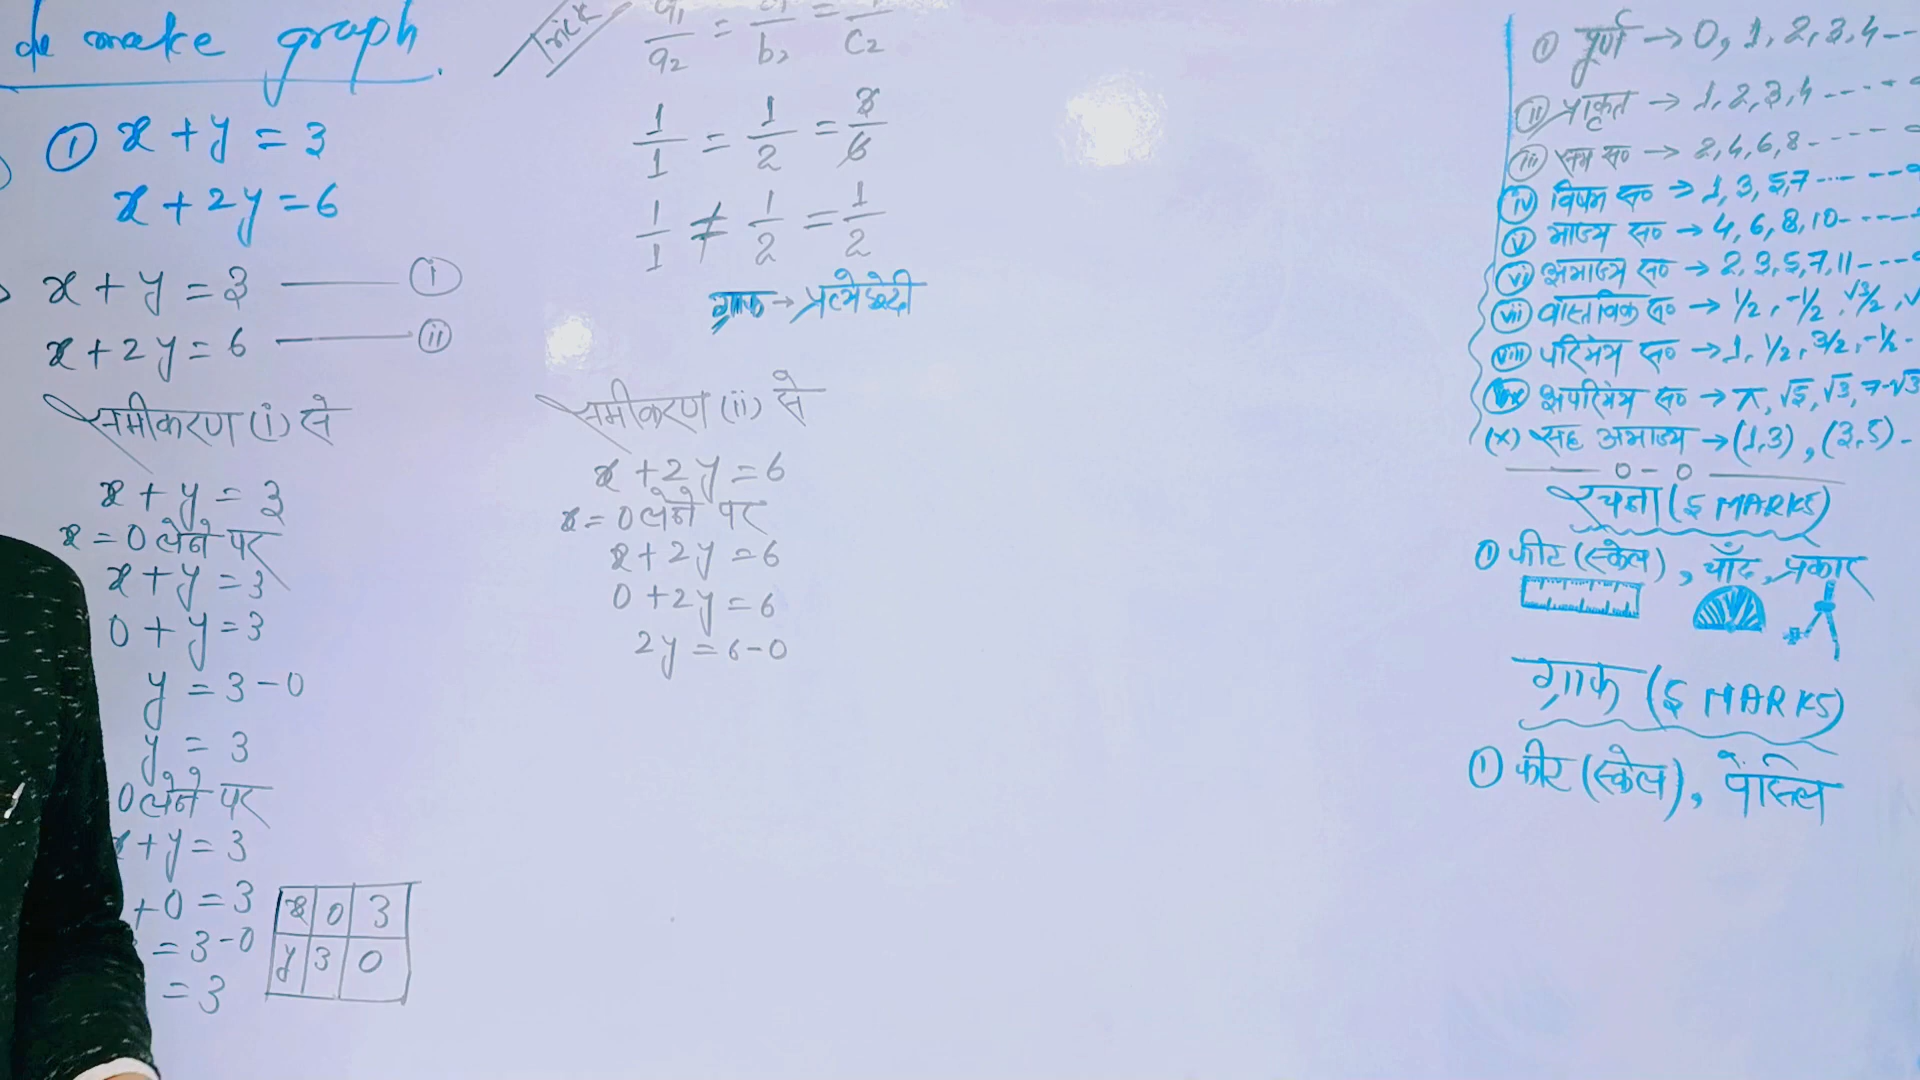 de make graph.
① x + y = 3
x + 2y = 6
x + y = 3 —— ⓘ
x + 2y = 6 —— ⓘⓘ
समीकरण (i) से
x + y = 3
x = 0 लेने पर
x + y = 3
0 + y = 3
y = 3 - 0
y = 3
0 लेने पर
x + y = 3
+ 0 = 3
= 3 - 0
= 3
x 0 3
y 3 0
Trick
a₂ = b₂ = c₂
1/1 = 1/2 = 3/6
1/1 ≠ 1/2 = 1/2
ग्राफ → प्रत्येछेदी
समीकरण (ii) से
x + 2y = 6
x = 0 लेने पर
x + 2y = 6
0 + 2y = 6
2y = 6 - 0
(i) पूर्ण → 0, 1, 2, 3, 4 --
(ii) प्राकृत → 1, 2, 3, 4 -----
(iii) सम सं० → 2, 4, 6, 8 -----
(iv) विषम सं० → 1, 3, 5, 7 -----
(v) भाज्य सं० → 4, 6, 8, 10 -----
(vi) अभाज्य सं० → 2, 3, 5, 7, 11 ----
(vii) वास्तविक सं० → 1/2, -1/2, √3/2, √
(viii) परिमेय सं० → 1, 1/2, 3/2, -1/2 -
(ix) अपरिमेय सं० → π, √5, √3, 7-√3
(x) सह अभाज्य → (1,3), (3,5) -
0 - 0
रचना (5 MARKS)
① फीट (स्केल), चाँद, प्रकार
ग्राफ (5 MARKS)
① फीट (स्केल), पेंसिल